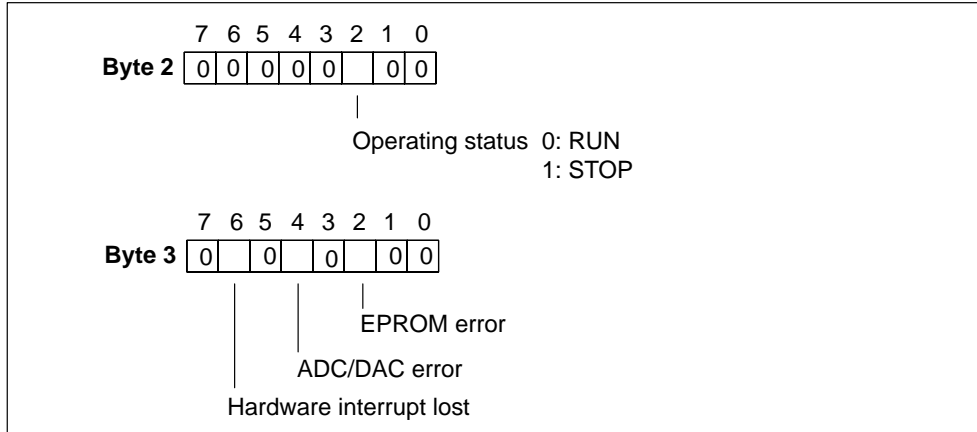 7 6 5 4 3 2 1 0
Byte 2 0 0 0 0 0 0 0
Operating status 0: RUN
1: STOP
7 6 5 4 3 2 1 0
Byte 3 0 0 0 0 0
EPROM error
ADC/DAC error
Hardware interrupt lost